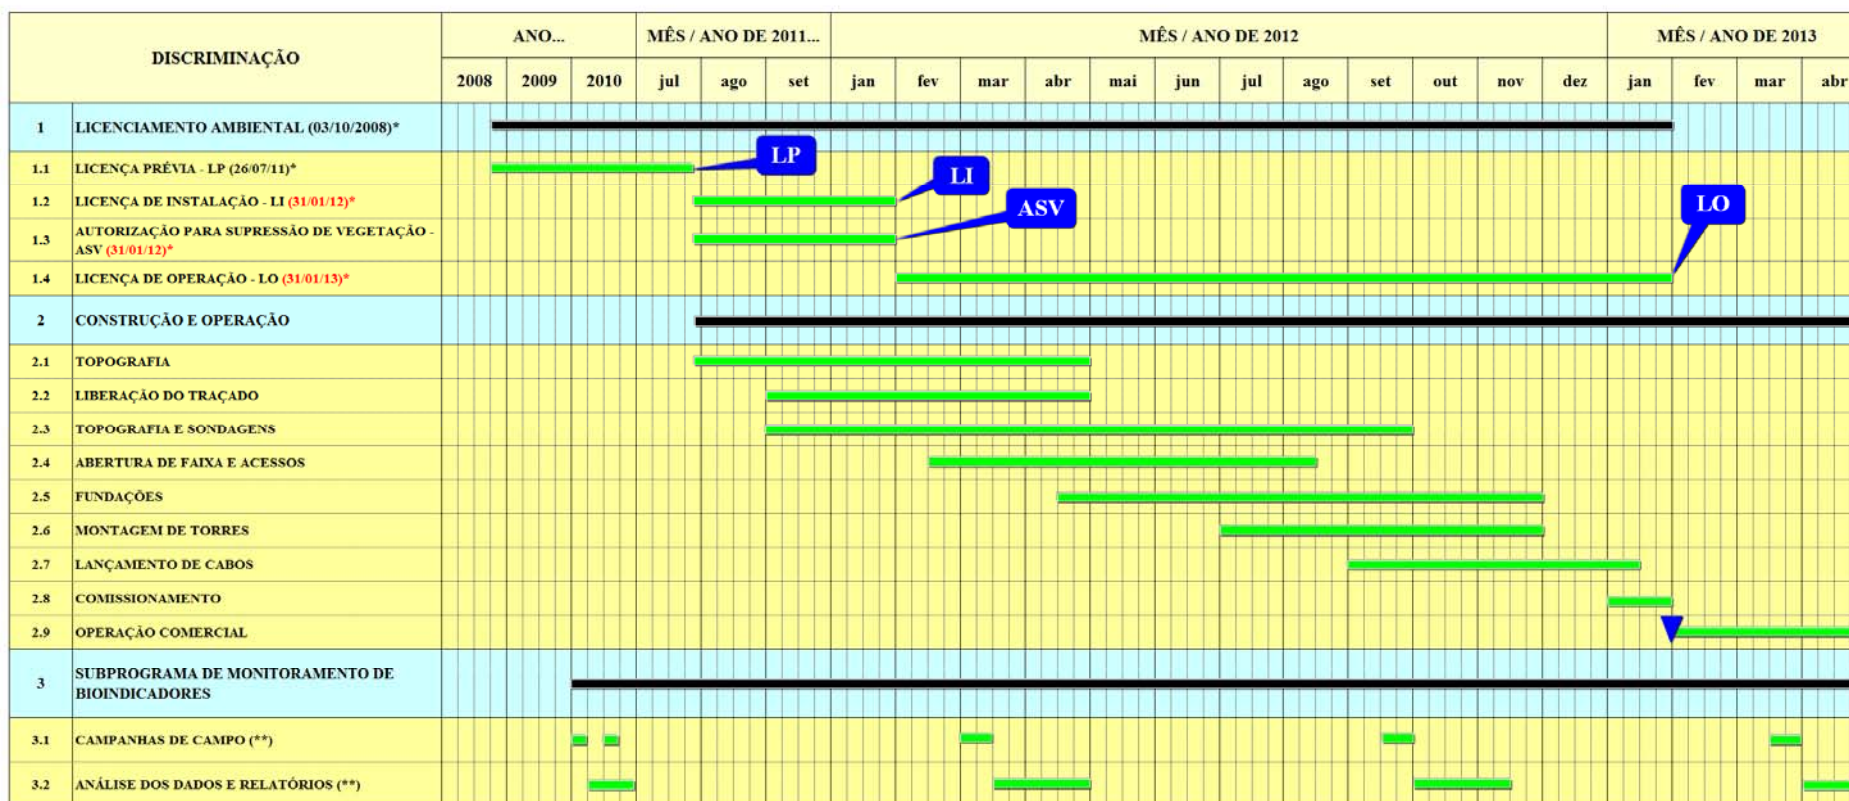 DISCRIMINAÇÃO
ANO...
MÊS / ANO DE 2011...
MÊS / ANO DE 2012
MÊS / ANO DE 2013
2008 2009 2010 jul ago set jan fev mar abr mai jun jul ago set out nov dez jan fev mar abr
1 LICENCIAMENTO AMBIENTAL (03/10/2008)*
1.1 LICENÇA PRÉVIA - LP (26/07/11)*
LP
1.2 LICENÇA DE INSTALAÇÃO - LI (31/01/12)*
LI
1.3 AUTORIZAÇÃO PARA SUPRESSÃO DE VEGETAÇÃO -
ASV (31/01/12)*
ASV
1.4 LICENÇA DE OPERAÇÃO - LO (31/01/13)*
LO
2 CONSTRUÇÃO E OPERAÇÃO
2.1 TOPOGRAFIA
2.2 LIBERAÇÃO DO TRAÇADO
2.3 TOPOGRAFIA E SONDAGENS
2.4 ABERTURA DE FAIXA E ACESSOS
2.5 FUNDAÇÕES
2.6 MONTAGEM DE TORRES
2.7 LANÇAMENTO DE CABOS
2.8 COMISSIONAMENTO
2.9 OPERAÇÃO COMERCIAL
3 SUBPROGRAMA DE MONITORAMENTO DE
BIOINDICADORES
3.1 CAMPANHAS DE CAMPO (**)
3.2 ANÁLISE DOS DADOS E RELATÓRIOS (**)